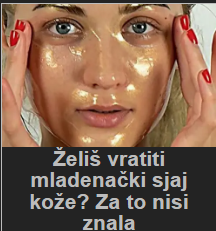 Želiš vratiti
mladenački sjaj
kože? Za to nisi
znala